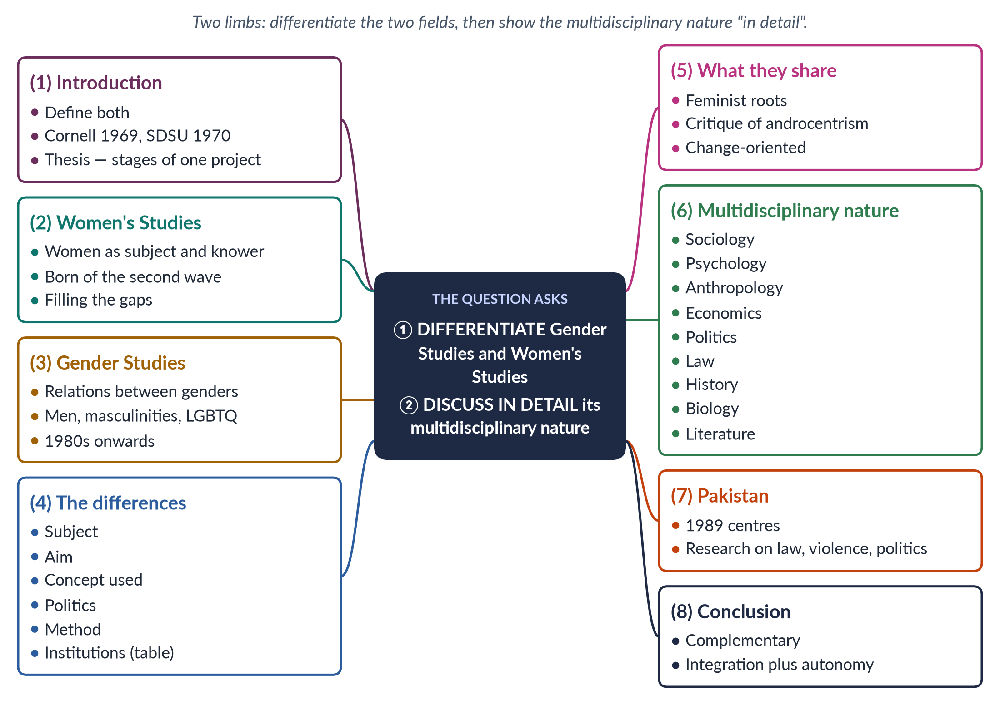 Two limbs: differentiate the two fields, then show the multidisciplinary nature "in detail".
(1) Introduction
● Define both
● Cornell 1969, SDSU 1970
● Thesis — stages of one project
(2) Women's Studies
● Women as subject and knower
● Born of the second wave
● Filling the gaps
(3) Gender Studies
● Relations between genders
● Men, masculinities, LGBTQ
● 1980s onwards
(4) The differences
● Subject
● Aim
● Concept used
● Politics
● Method
● Institutions (table)
THE QUESTION ASKS
① DIFFERENTIATE Gender
Studies and Women's
Studies
② DISCUSS IN DETAIL its
multidisciplinary nature
(5) What they share
● Feminist roots
● Critique of androcentrism
● Change-oriented
(6) Multidisciplinary nature
● Sociology
● Psychology
● Anthropology
● Economics
● Politics
● Law
● History
● Biology
● Literature
(7) Pakistan
● 1989 centres
● Research on law, violence, politics
(8) Conclusion
● Complementary
● Integration plus autonomy